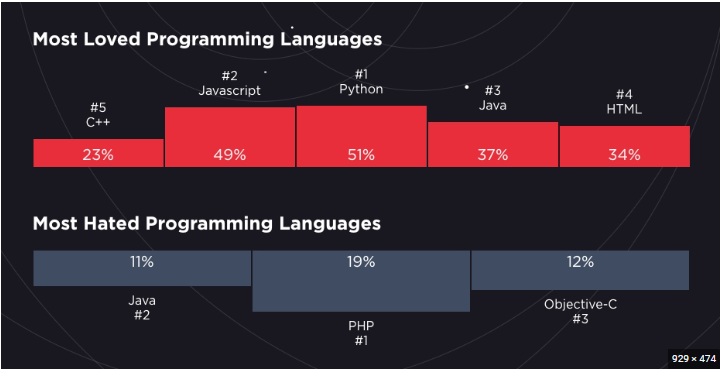 Most Loved Programming Languages
#5
C++
23%
#2
Javascript
49%
#1
Python
51%
#3
Java
37%
#4
HTML
34%
Most Hated Programming Languages
11%
Java
#2
19%
PHP
#1
12%
Objective-C
#3
929 × 474